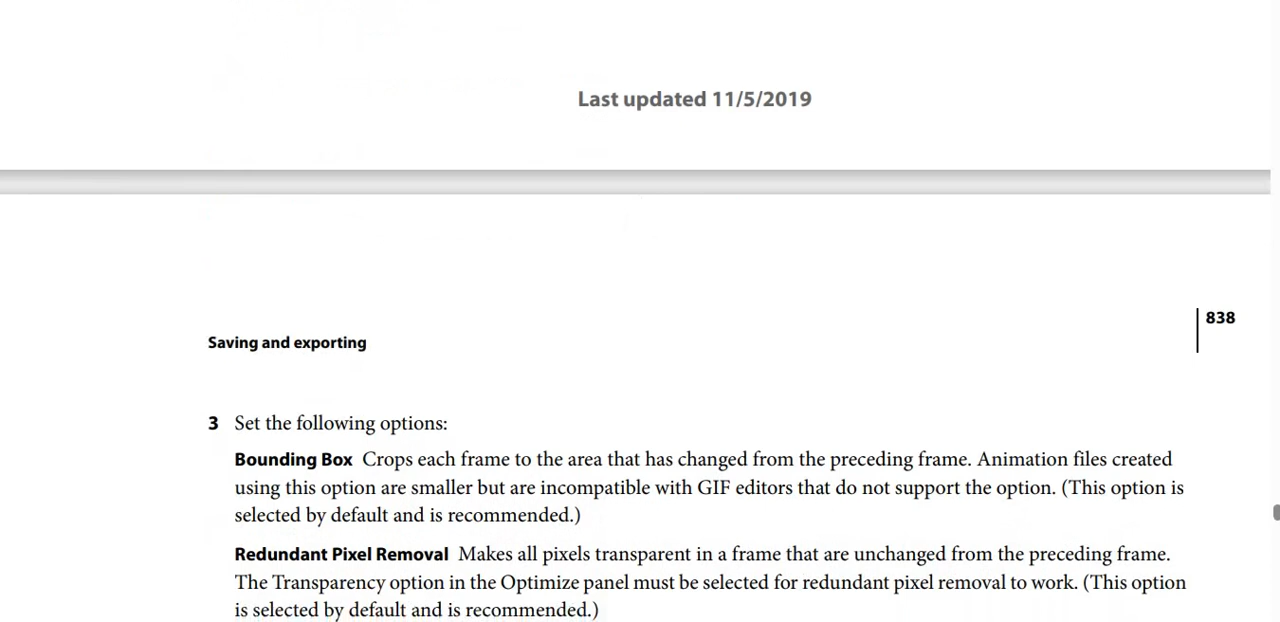 Last updated 11/5/2019
838
Saving and exporting
3 Set the following options:
Bounding Box Crops each frame to the area that has changed from the preceding frame. Animation files created
using this option are smaller but are incompatible with GIF editors that do not support the option. (This option is
selected by default and is recommended.)
Redundant Pixel Removal Makes all pixels transparent in a frame that are unchanged from the preceding frame.
The Transparency option in the Optimize panel must be selected for redundant pixel removal to work. (This option
is selected by default and is recommended.)